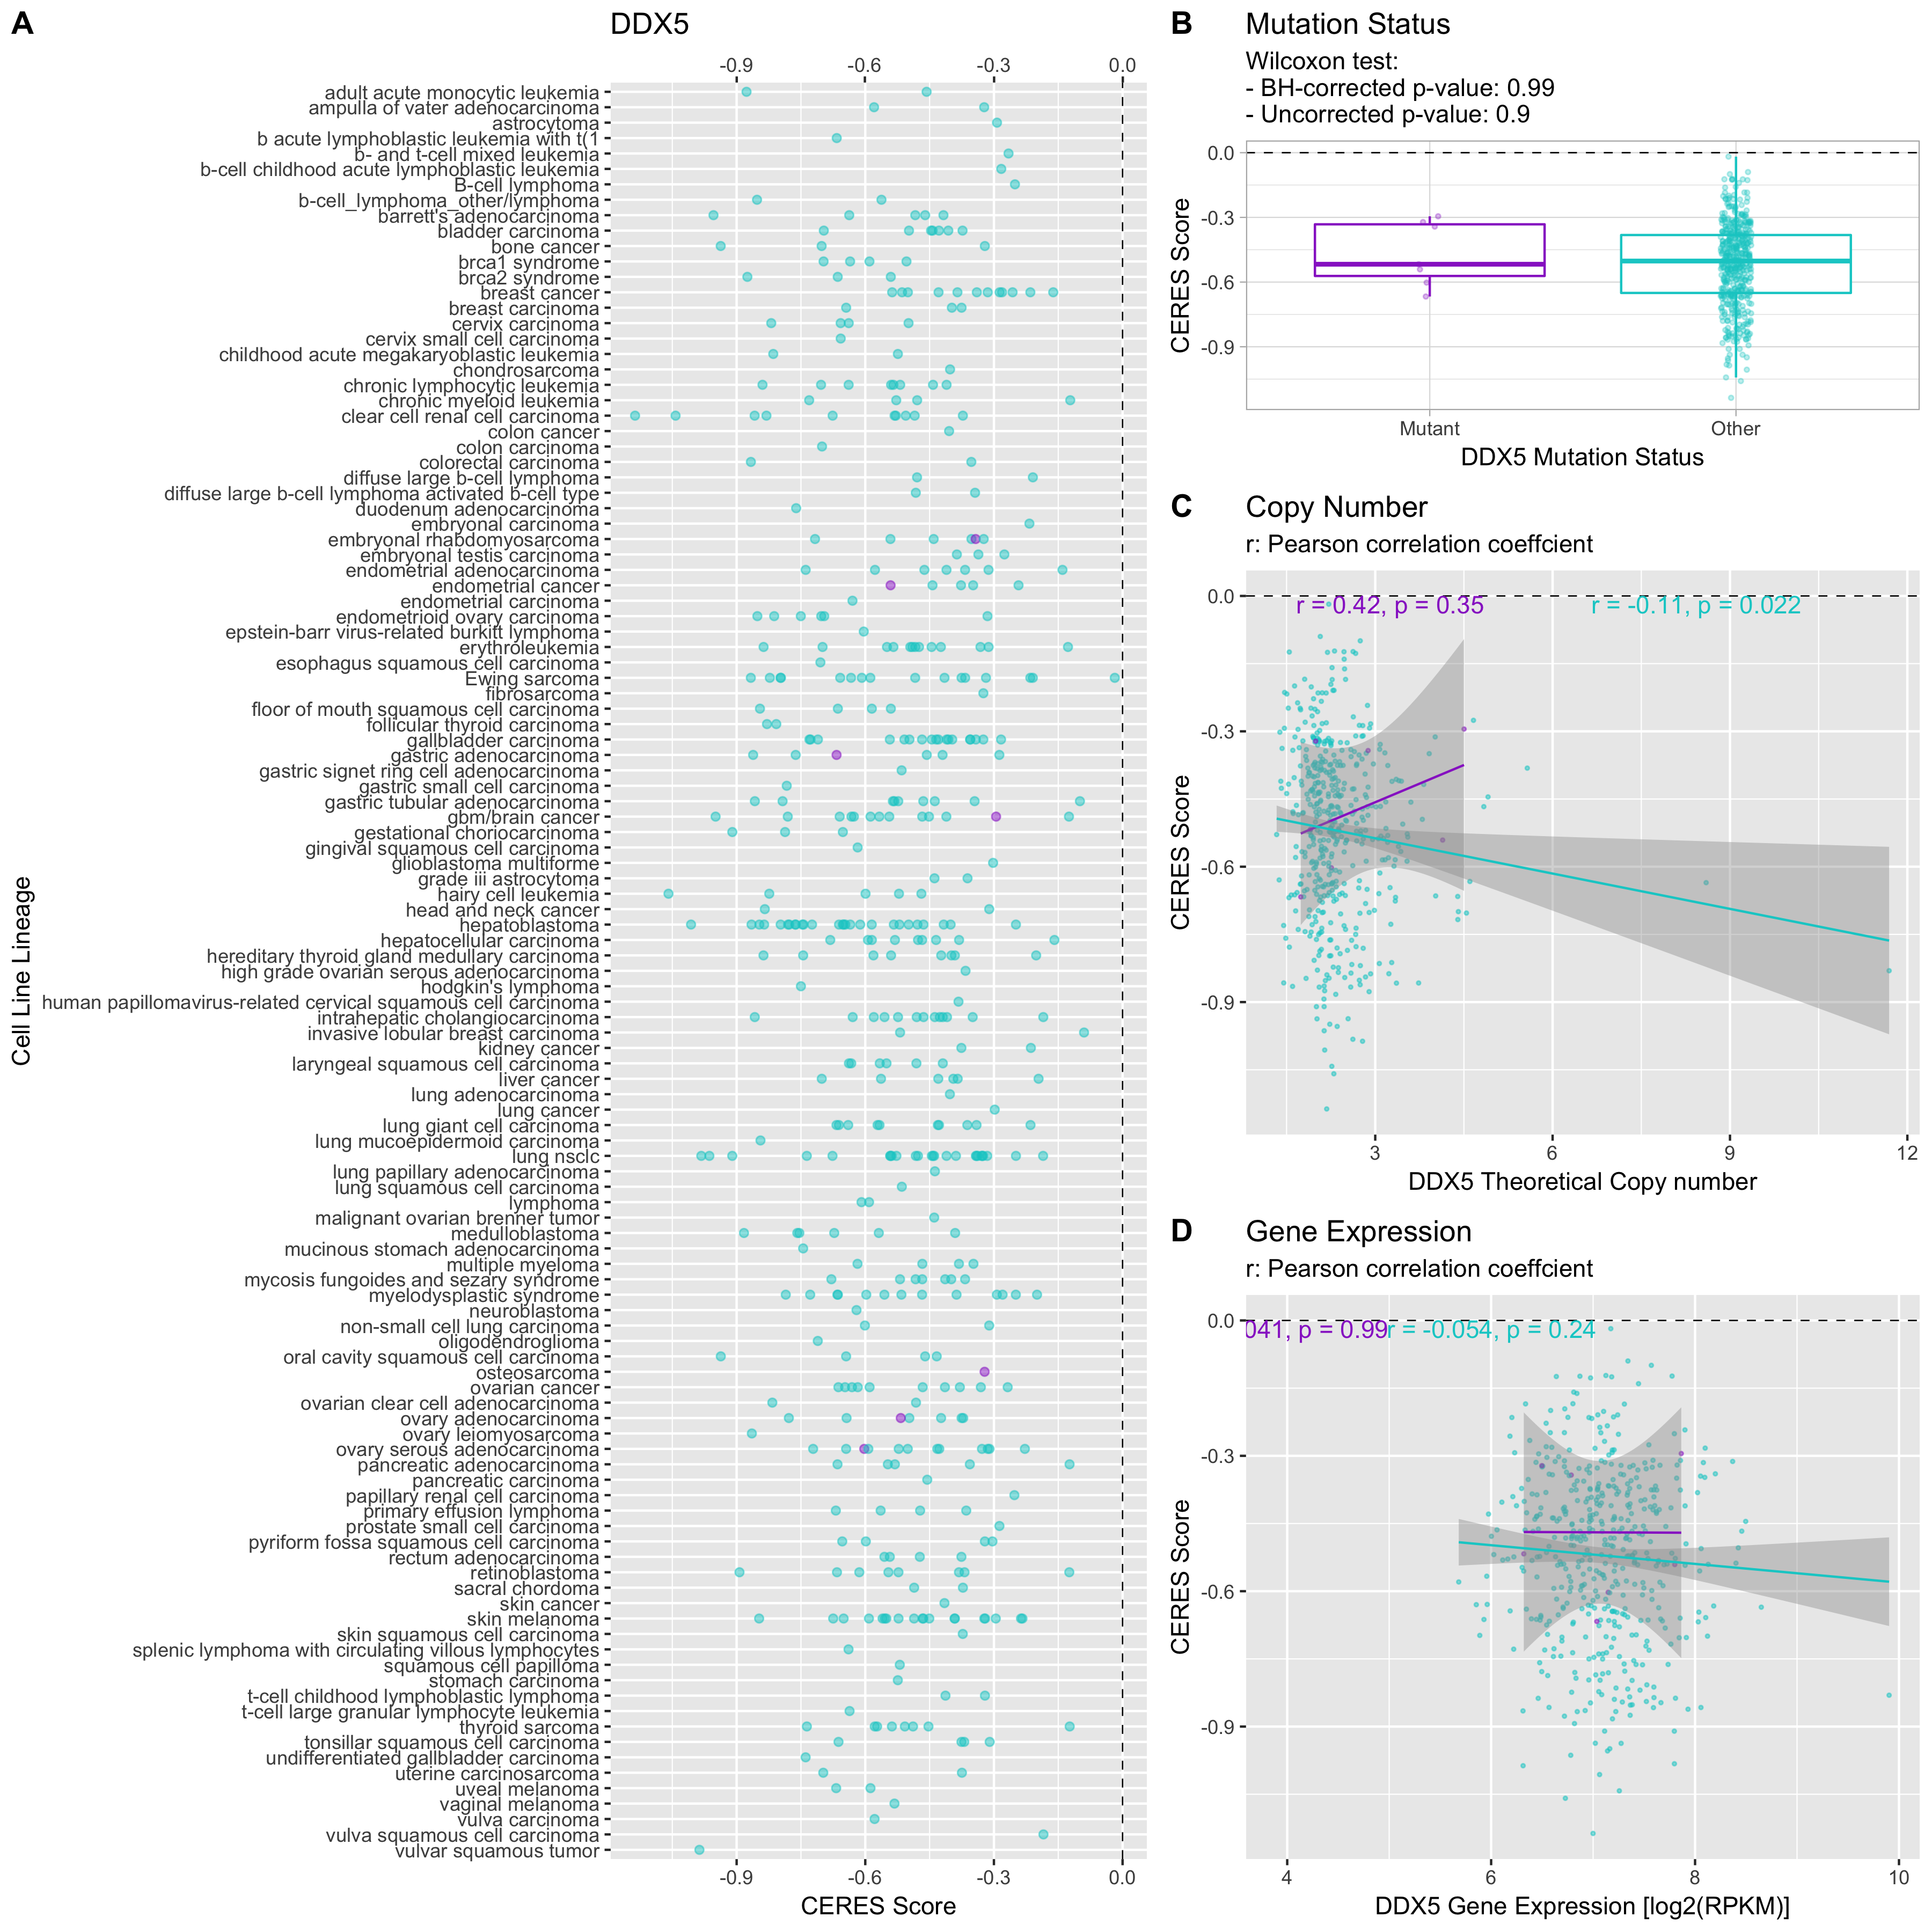 A
DDX5
-0.9 -0.6 -0.3 0.0
Cell Line Lineage
adult acute monocytic leukemia
ampulla of vater adenocarcinoma
astrocytoma
b acute lymphoblastic leukemia with t(1
b- and t-cell mixed leukemia
b-cell childhood acute lymphoblastic leukemia
B-cell lymphoma
b-cell_lymphoma_other/lymphoma
barrett's adenocarcinoma
bladder carcinoma
bone cancer
brca1 syndrome
brca2 syndrome
breast cancer
breast carcinoma
cervix carcinoma
cervix small cell carcinoma
childhood acute megakaryoblastic leukemia
chondrosarcoma
chronic lymphocytic leukemia
chronic myeloid leukemia
clear cell renal cell carcinoma
colon cancer
colon carcinoma
colorectal carcinoma
diffuse large b-cell lymphoma
diffuse large b-cell lymphoma activated b-cell type
duodenum adenocarcinoma
embryonal carcinoma
embryonal rhabdomyosarcoma
embryonal testis carcinoma
endometrial adenocarcinoma
endometrial cancer
endometrial carcinoma
endometrioid ovary carcinoma
epstein-barr virus-related burkitt lymphoma
erythroleukemia
esophagus squamous cell carcinoma
Ewing sarcoma
fibrosarcoma
floor of mouth squamous cell carcinoma
follicular thyroid carcinoma
gallbladder carcinoma
gastric adenocarcinoma
gastric signet ring cell adenocarcinoma
gastric small cell carcinoma
gastric tubular adenocarcinoma
gbm/brain cancer
gestational choriocarcinoma
gingival squamous cell carcinoma
glioblastoma multiforme
grade iii astrocytoma
hairy cell leukemia
head and neck cancer
hepatoblastoma
hepatocellular carcinoma
hereditary thyroid gland medullary carcinoma
high grade ovarian serous adenocarcinoma
hodgkin's lymphoma
human papillomavirus-related cervical squamous cell carcinoma
intrahepatic cholangiocarcinoma
invasive lobular breast carcinoma
kidney cancer
laryngeal squamous cell carcinoma
liver cancer
lung adenocarcinoma
lung cancer
lung giant cell carcinoma
lung mucoepidermoid carcinoma
lung nsclc
lung papillary adenocarcinoma
lung squamous cell carcinoma
lymphoma
malignant ovarian brenner tumor
medulloblastoma
mucinous stomach adenocarcinoma
multiple myeloma
mycosis fungoides and sezary syndrome
myelodysplastic syndrome
neuroblastoma
non-small cell lung carcinoma
oligodendroglioma
oral cavity squamous cell carcinoma
osteosarcoma
ovarian cancer
ovarian clear cell adenocarcinoma
ovary adenocarcinoma
ovary leiomyosarcoma
ovary serous adenocarcinoma
pancreatic adenocarcinoma
pancreatic carcinoma
papillary renal cell carcinoma
primary effusion lymphoma
prostate small cell carcinoma
pyriform fossa squamous cell carcinoma
rectum adenocarcinoma
retinoblastoma
sacral chordoma
skin cancer
skin melanoma
skin squamous cell carcinoma
splenic lymphoma with circulating villous lymphocytes
squamous cell papilloma
stomach carcinoma
t-cell childhood lymphoblastic lymphoma
t-cell large granular lymphocyte leukemia
thyroid sarcoma
tonsillar squamous cell carcinoma
undifferentiated gallbladder carcinoma
uterine carcinosarcoma
uveal melanoma
vaginal melanoma
vulva carcinoma
vulva squamous cell carcinoma
vulvar squamous tumor
-0.9 -0.6 -0.3 0.0
CERES Score
B
Mutation Status
Wilcoxon test:
- BH-corrected p-value: 0.99
- Uncorrected p-value: 0.9
CERES Score
0.0
-0.3
-0.6
-0.9
Mutant Other
DDX5 Mutation Status
C
Copy Number
r: Pearson correlation coeffcient
r = 0.42, p = 0.35 r = -0.11, p = 0.022
CERES Score
0.0
-0.3
-0.6
-0.9
3 6 9 12
DDX5 Theoretical Copy number
D
Gene Expression
r: Pearson correlation coeffcient
041, p = 0.99 r = -0.054, p = 0.24
CERES Score
0.0
-0.3
-0.6
-0.9
4 6 8 10
DDX5 Gene Expression [log2(RPKM)]